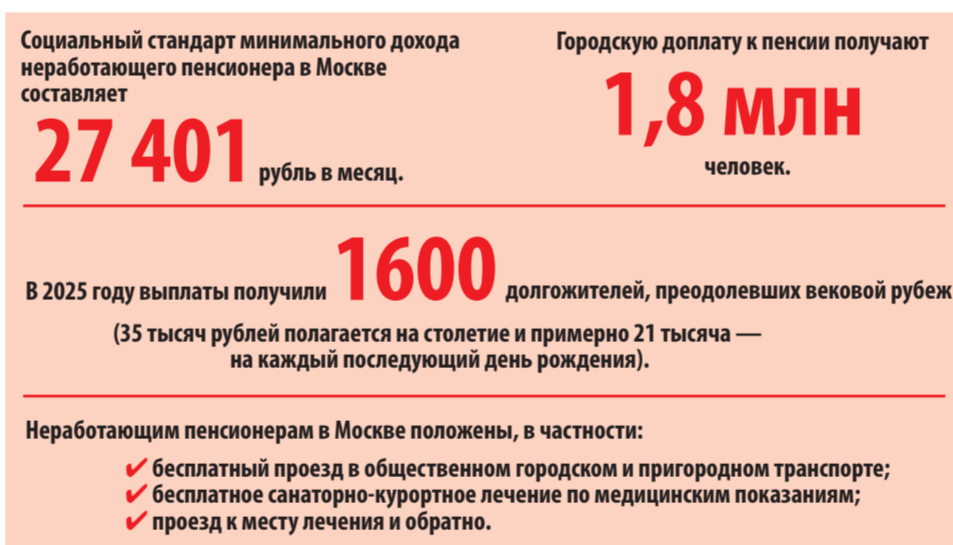 Социальный стандарт минимального дохода
неработающего пенсионера в Москве
составляет
27 401 рубль в месяц.
Городскую доплату к пенсии получают
1,8 млн
человек.
В 2025 году выплаты получили 1600 долгожителей, преодолевших вековой рубеж
(35 тысяч рублей полагается на столетие и примерно 21 тысяча —
на каждый последующий день рождения).
Неработающим пенсионерам в Москве положены, в частности:
✔ бесплатный проезд в общественном городском и пригородном транспорте;
✔ бесплатное санаторно-курортное лечение по медицинским показаниям;
✔ проезд к месту лечения и обратно.